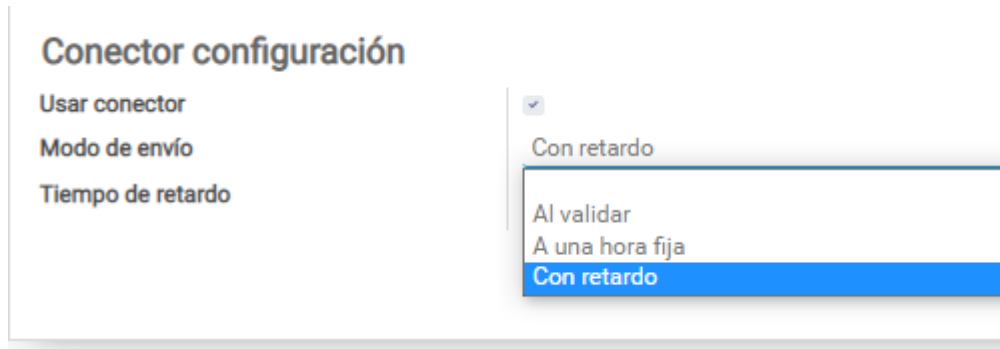 Conector configuración
Usar conector
Modo de envío
Con retardo
Tiempo de retardo
Al validar
A una hora fija
Con retardo